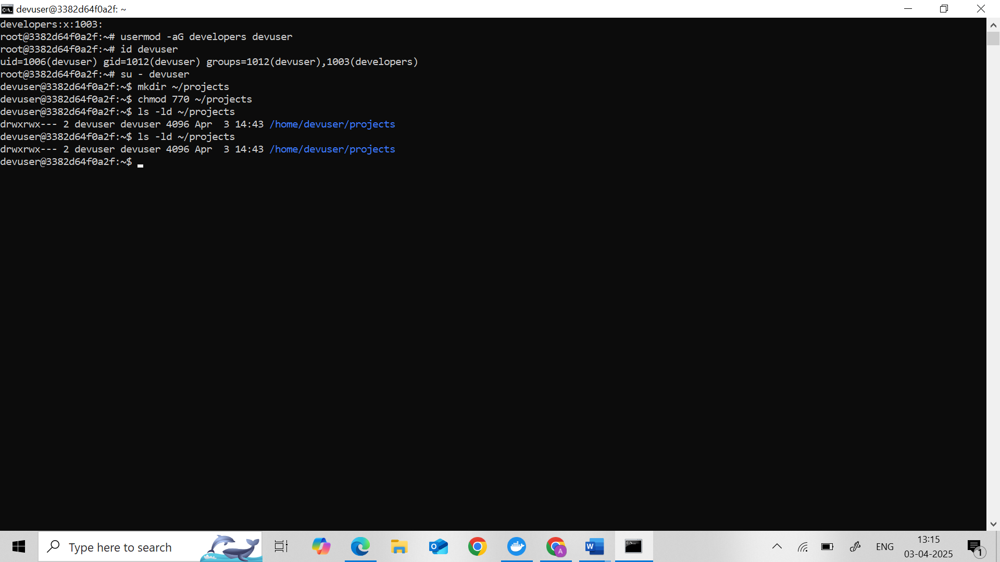 devuser@3382d64f0a2f: ~
developers:x:1003:
root@3382d64f0a2f:~# usermod -aG developers devuser
root@3382d64f0a2f:~# id devuser
uid=1006(devuser) gid=1012(devuser) groups=1012(devuser),1003(developers)
root@3382d64f0a2f:~# su - devuser
devuser@3382d64f0a2f:~$ mkdir ~/projects
devuser@3382d64f0a2f:~$ chmod 770 ~/projects
devuser@3382d64f0a2f:~$ ls -ld ~/projects
drwxrwx--- 2 devuser devuser 4096 Apr  3 14:43 /home/devuser/projects
devuser@3382d64f0a2f:~$ ls -ld ~/projects
drwxrwx--- 2 devuser devuser 4096 Apr  3 14:43 /home/devuser/projects
devuser@3382d64f0a2f:~$
Type here to search
ENG
13:15
03-04-2025
1